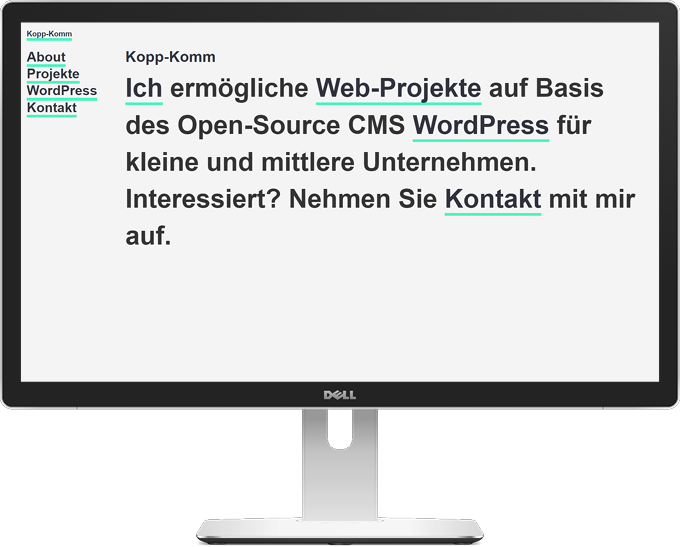 Kopp-Komm
About
Projekte
WordPress
Kontakt
Kopp-Komm
Ich ermögliche Web-Projekte auf Basis
des Open-Source CMS WordPress für
kleine und mittlere Unternehmen.
Interessiert? Nehmen Sie Kontakt mit mir
auf.
DELL